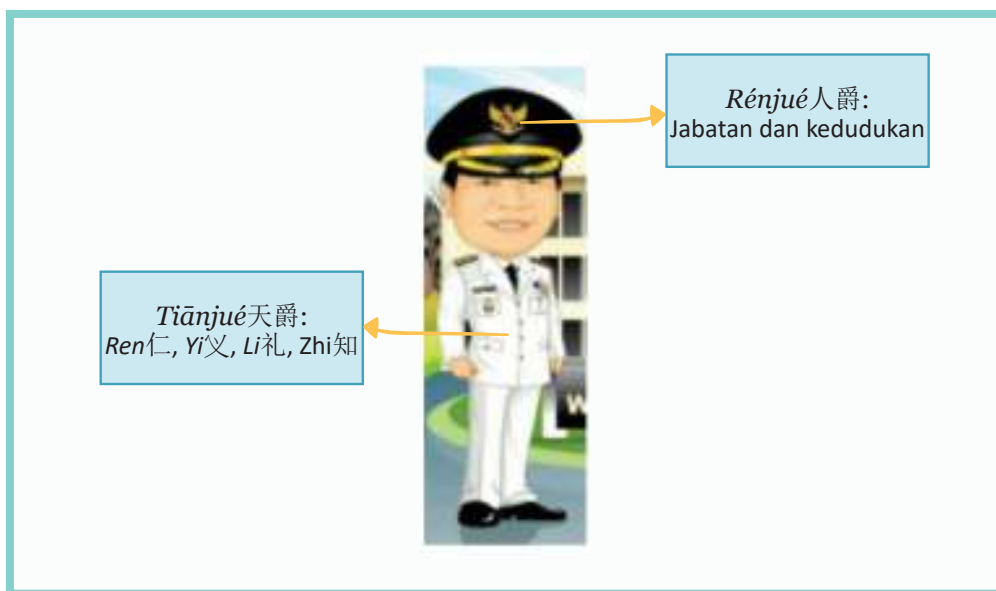 Rénjué人爵:
Jabatan dan kedudukan
Tiānjué天爵:
Ren仁, Yi义, Li礼, Zhi知
W